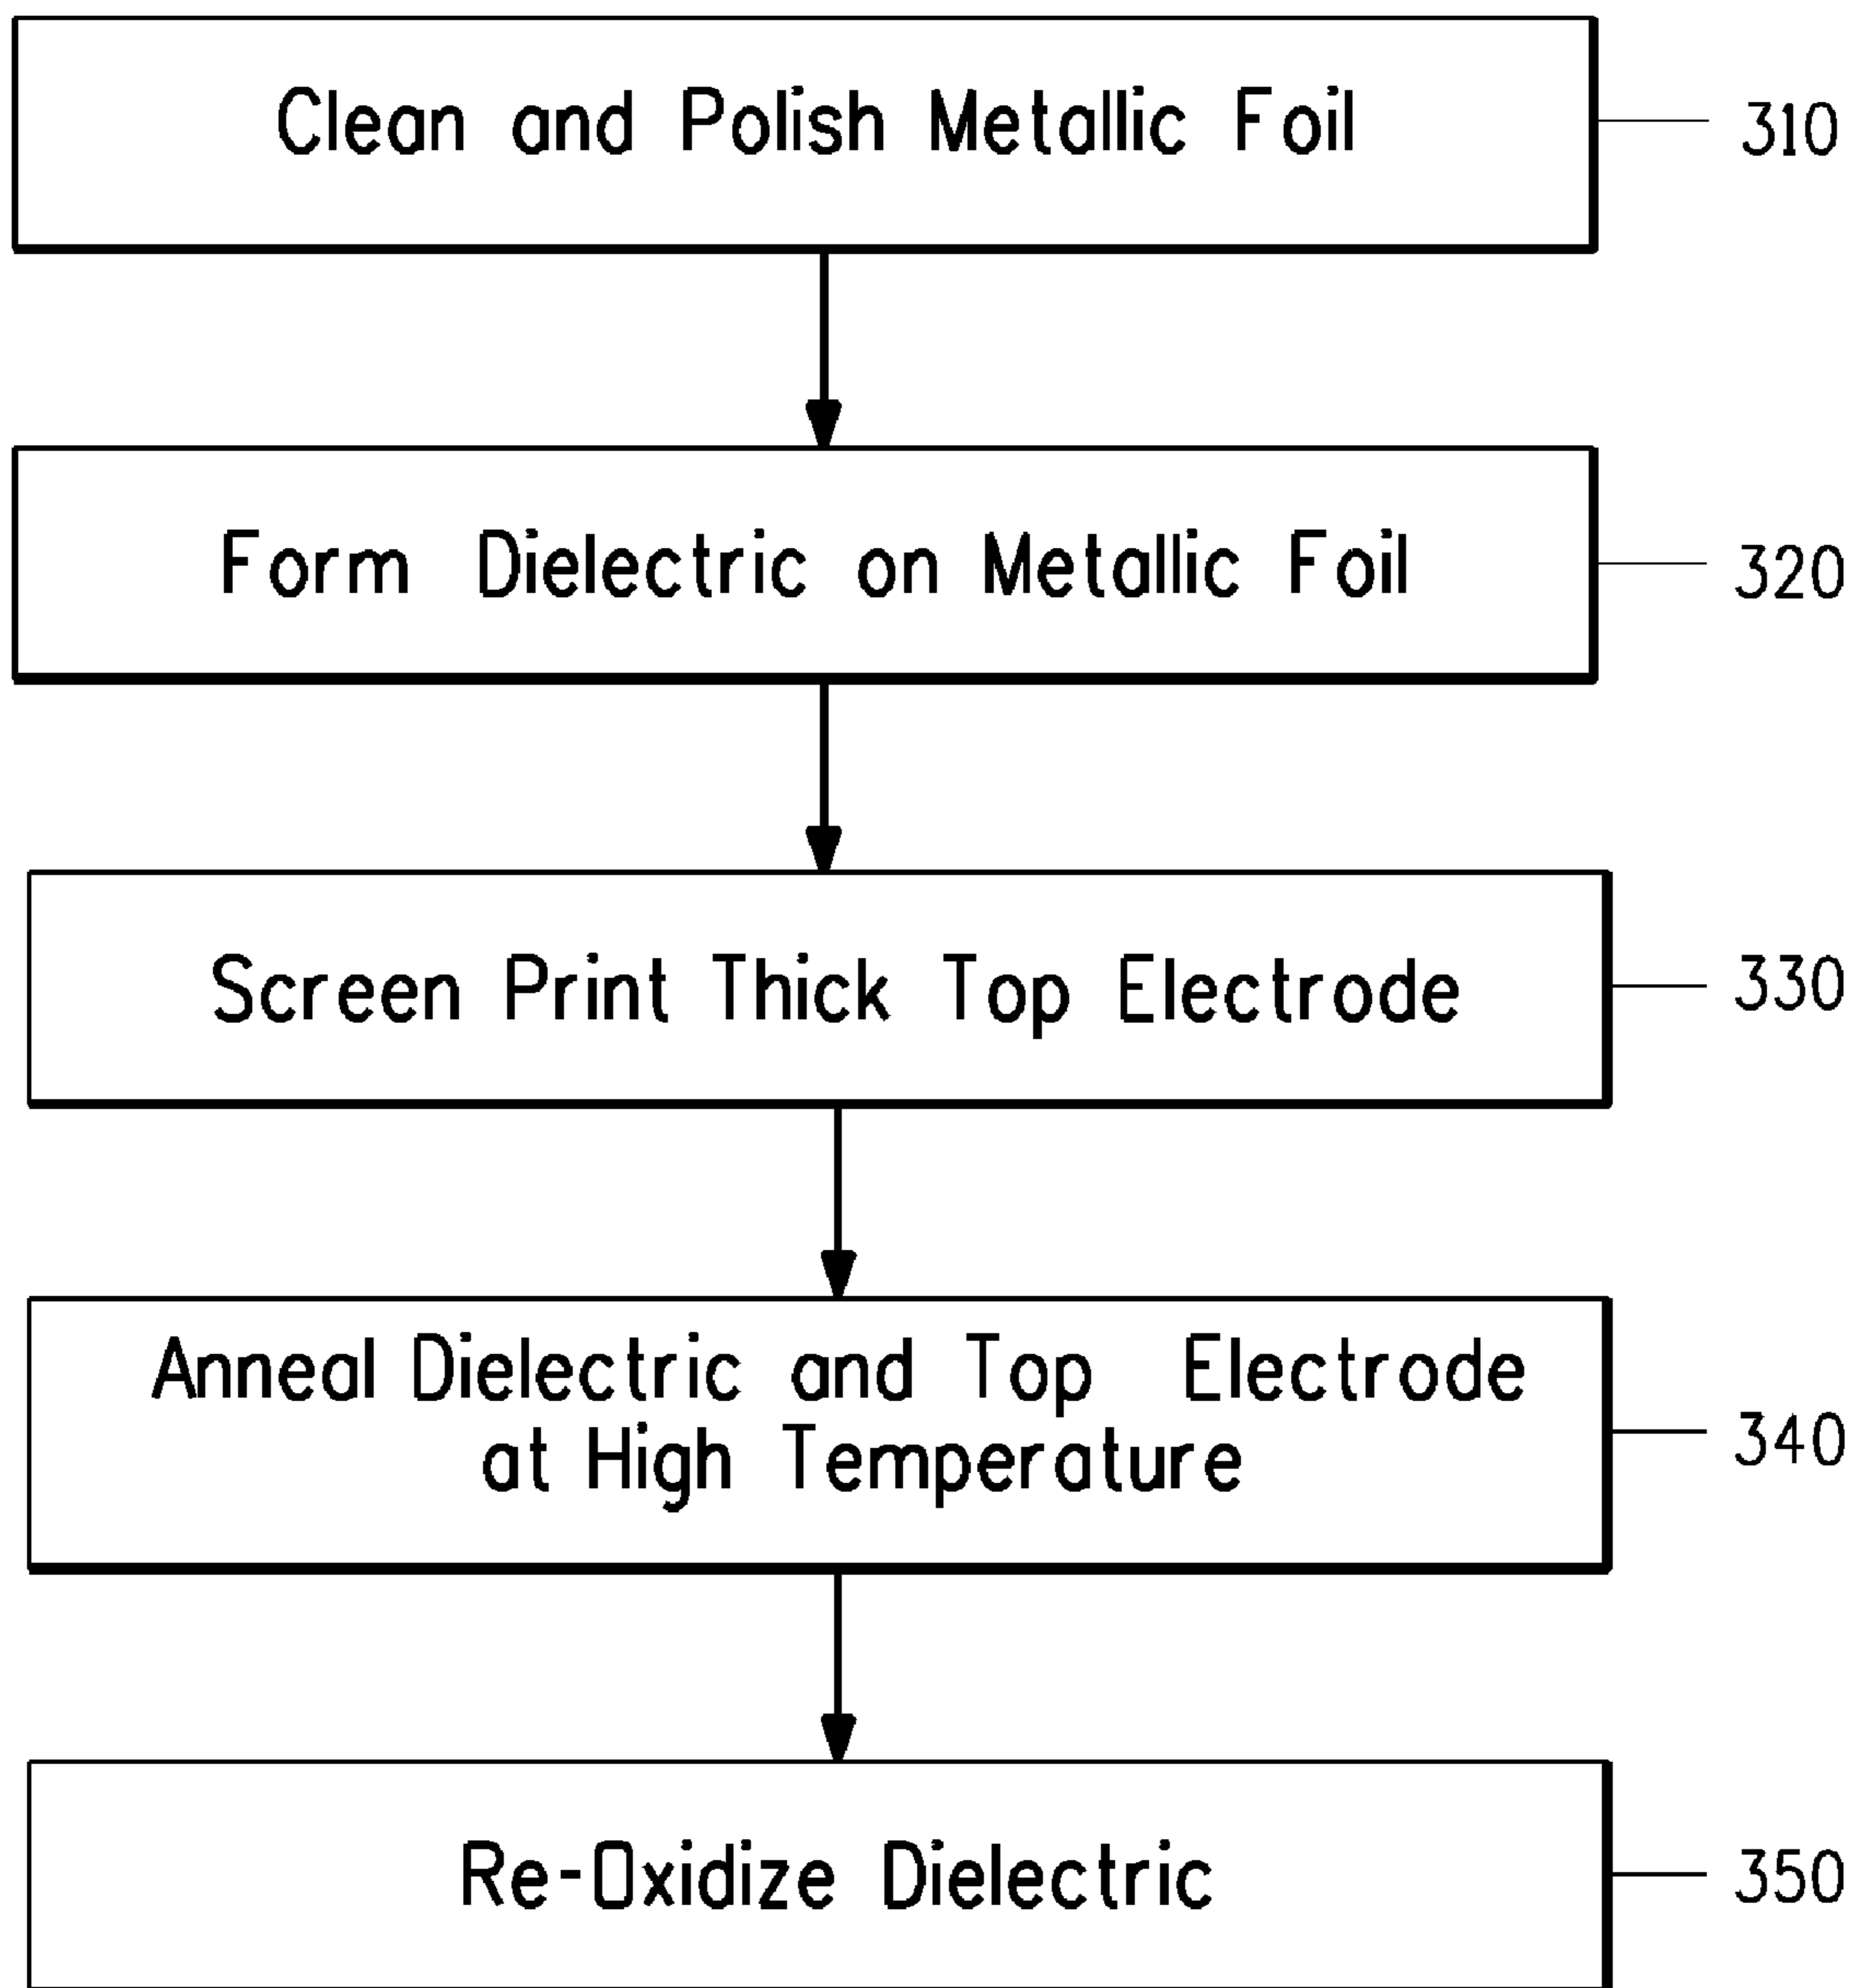 Clean and Polish Metallic Foil
310
Form Dielectric on Metallic Foil
320
Screen Print Thick Top Electrode
330
Anneal Dielectric and Top Electrode
at High Temperature
340
Re-Oxidize Dielectric
350